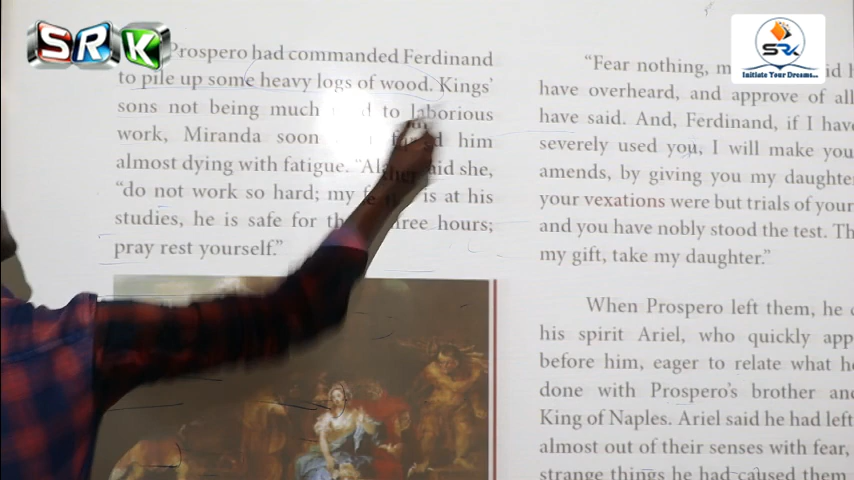 SRK
Prospero had commanded Ferdinand
to pile up some heavy logs of wood. Kings'
sons not being much to laborious
work, Miranda soon him
almost dying with fatigue. said she,
"do not work so hard; my is at his
studies, he is safe for hours;
pray rest yourself."
SRK
Initiate Your Dreams...
"Fear nothing,
have overheard, and approve of all
have said. And, Ferdinand, if I have
severely used you, I will make you
amends, by giving you my daughter
your vexations were but trials of your
and you have nobly stood the test.
my gift, take my daughter."
When Prospero left them, he
his spirit Ariel, who quickly
before him, eager to relate what
done with Prospero's brother
King of Naples. Ariel said he had left
almost out of their senses with fear,
strange things he had caused them